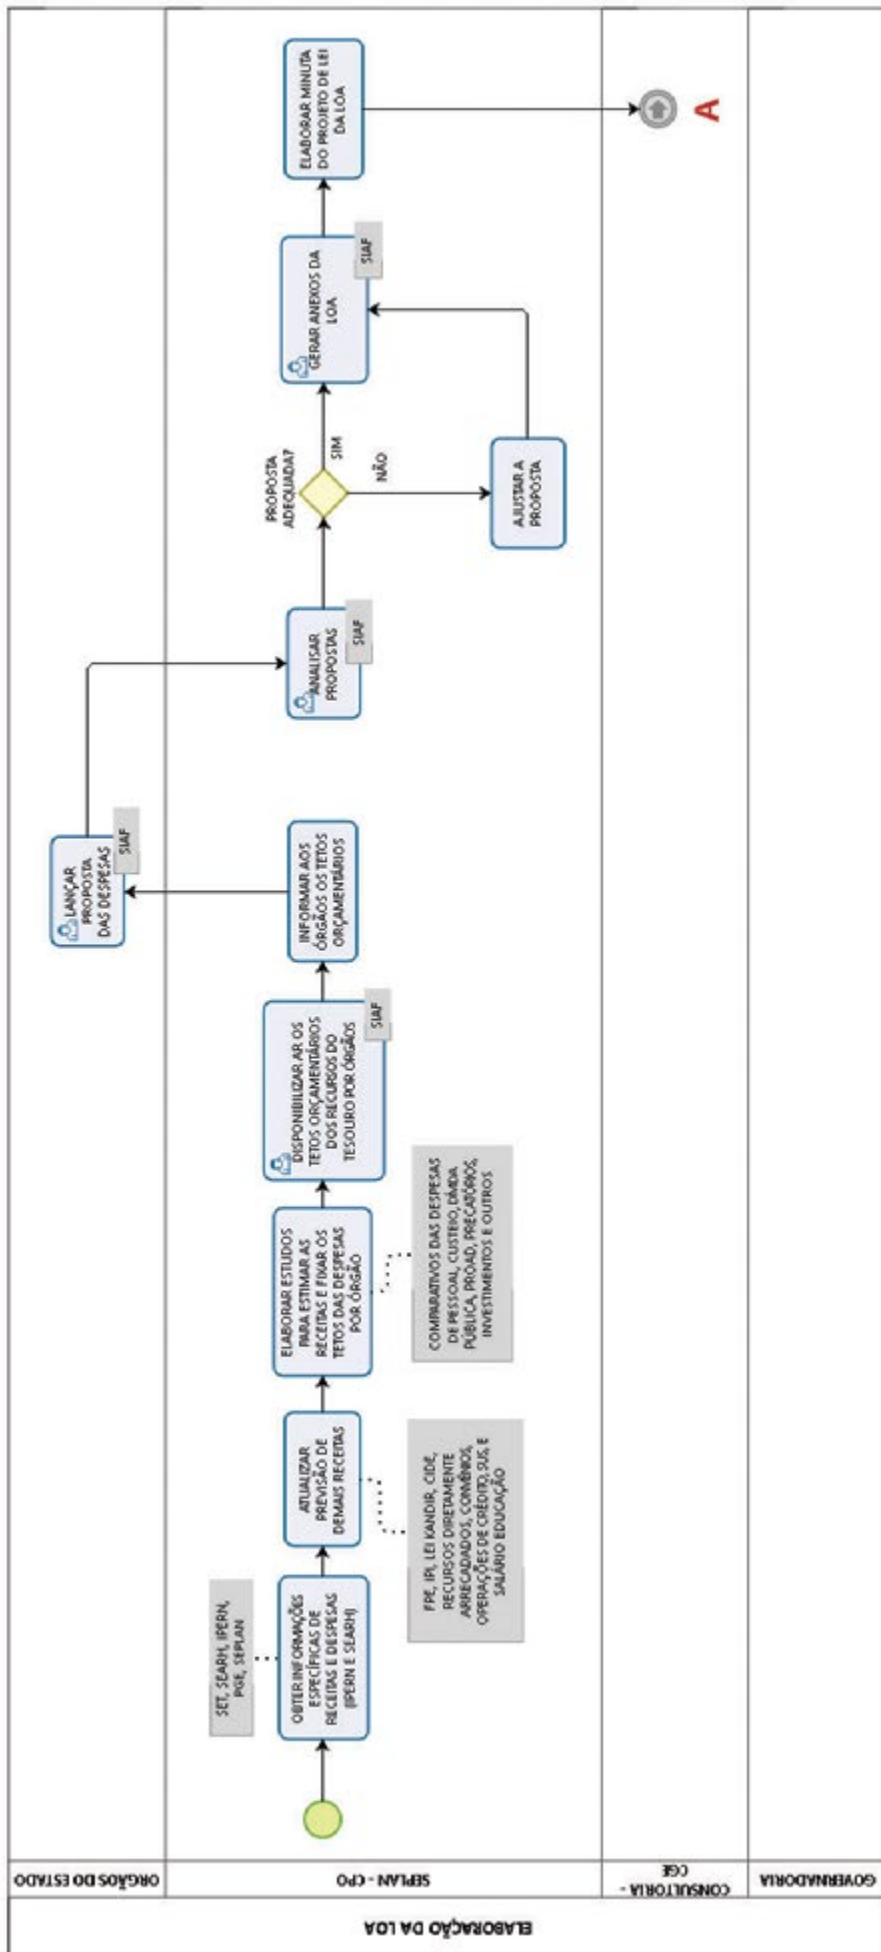 ELABORAÇÃO DA LOA
ORGÃOS DO ESTADO
SEPLAN - CPO
CONSULTORIA -
CGE
GOVERNADORIA
SET, SEARH, IPERN,
PGE, SEPLAN
OBTER INFORMAÇÕES
ESPECÍFICAS DE
RECEITAS E DESPESAS
(IPERN E SEARH)
ATUALIZAR
PREVISÃO DE
DEMAIS RECEITAS
FPE, IPI, LEI KANDIR, CIDE,
RECURSOS DIRETAMENTE
ARRECADADOS, CONVÊNIOS,
OPERAÇÕES DE CRÉDITO, SUS, E
SALÁRIO EDUCAÇÃO
ELABORAR ESTUDOS
PARA ESTIMAR AS
RECEITAS E FIXAR OS
TETOS DAS DESPESAS
POR ÓRGÃO
COMPARATIVOS DAS DESPESAS
DE PESSOAL, CUSTEIO, DÍVIDA
PÚBLICA, PROAD, PRECATÓRIOS,
INVESTIMENTOS E OUTROS
DISPONIBILIZAR AR OS
TETOS ORÇAMENTÁRIOS
DOS RECURSOS DO
TESOURO POR ÓRGÃOS
SIAF
INFORMAR AOS
ÓRGÃOS OS TETOS
ORÇAMENTÁRIOS
LANÇAR
PROPOSTA
DAS DESPESAS
SIAF
ANALISAR
PROPOSTAS
SIAF
PROPOSTA
ADEQUADA?
SIM
NÃO
AJUSTAR A
PROPOSTA
GERAR ANEXOS DA
LOA
SIAF
ELABORAR MINUTA
DO PROJETO DE LEI
DA LOA
A